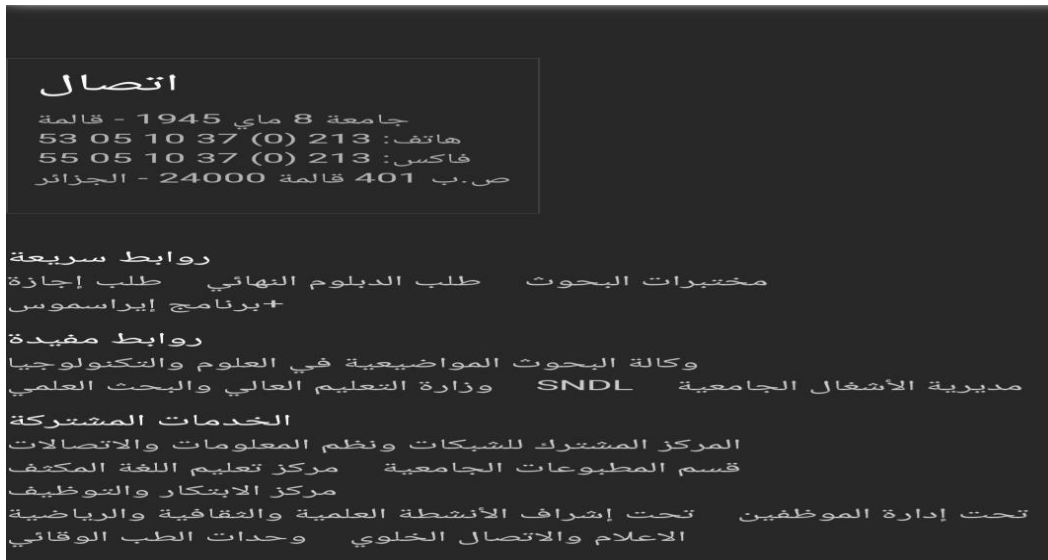 اتصال
جامعة 8 ماي 1945 - قالمة
هاتف: 213 (0) 37 10 05 53
فاكس: 213 (0) 37 10 05 55
ص.ب 401 قالمة 24000 - الجزائر
روابط سريعة
مختبرات البحوث طلب الدبلوم النهائي طلب إجازة
برنامج إيراسموس+
روابط مفيدة
وكالة البحوث المواضيعية في العلوم والتكنولوجيا
مديرية الأشغال الجامعية SNDL وزارة التعليم العالي والبحث العلمي
الخدمات المشتركة
المركز المشترك للشبكات ونظم المعلومات والاتصالات
قسم المطبوعات الجامعية مركز تعليم اللغة المكثف
مركز الابتكار والتوظيف
تحت إدارة الموظفين تحت إشراف الأنشطة العلمية والثقافية والرياضية
الاعلام والاتصال الخلوي وحدات الطب الوقائي